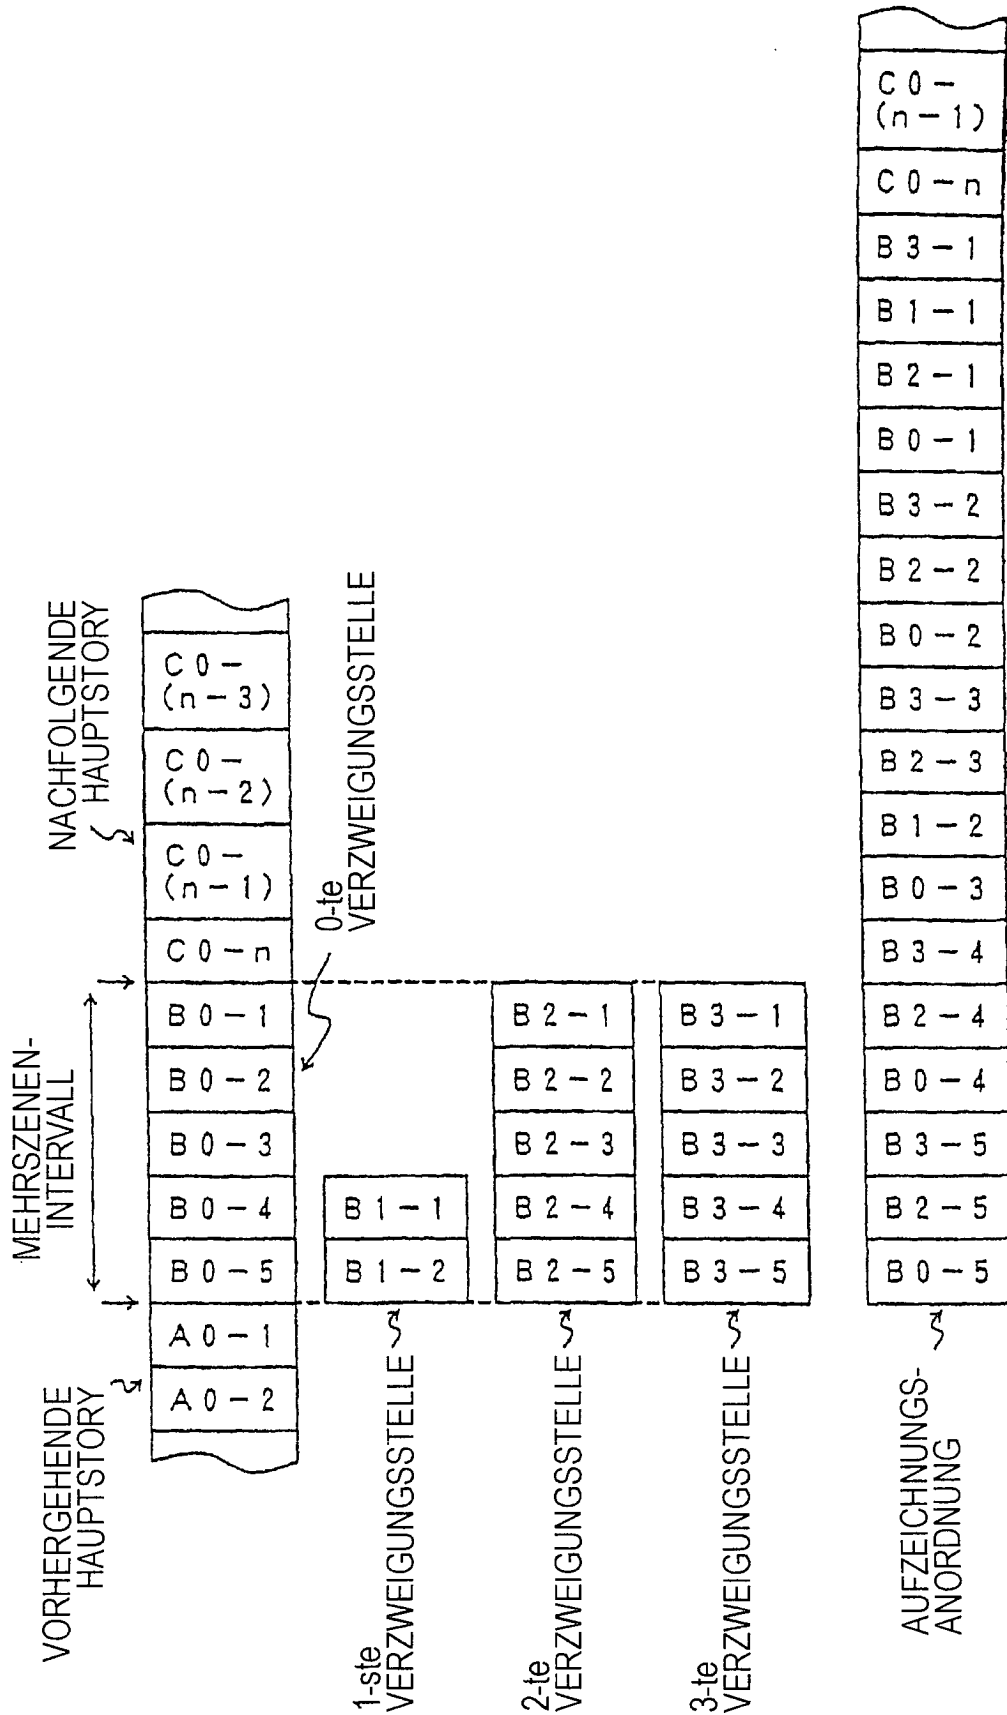 VORHERGEHENDE
HAUPTSTORY
MEHRSZENEN-
INTERVALL
NACHFOLGENDE
HAUPTSTORY
A0-2
A0-1
B0-5
B0-4
B0-3
B0-2
B0-1
C0-n
C0-
(n-1)
C0-
(n-2)
C0-
(n-3)
0-te
VERZWEIGUNGSSTELLE
1-ste
VERZWEIGUNGSSTELLE
B1-2
B1-1
2-te
VERZWEIGUNGSSTELLE
B2-5
B2-4
B2-3
B2-2
B2-1
3-te
VERZWEIGUNGSSTELLE
B3-5
B3-4
B3-3
B3-2
B3-1
AUFZEICHNUNGS-
ANORDNUNG
B0-5
B2-5
B3-5
B0-4
B2-4
B3-4
B0-3
B1-2
B2-3
B3-3
B0-2
B2-2
B3-2
B0-1
B2-1
B1-1
B3-1
C0-n
C0-
(n-1)